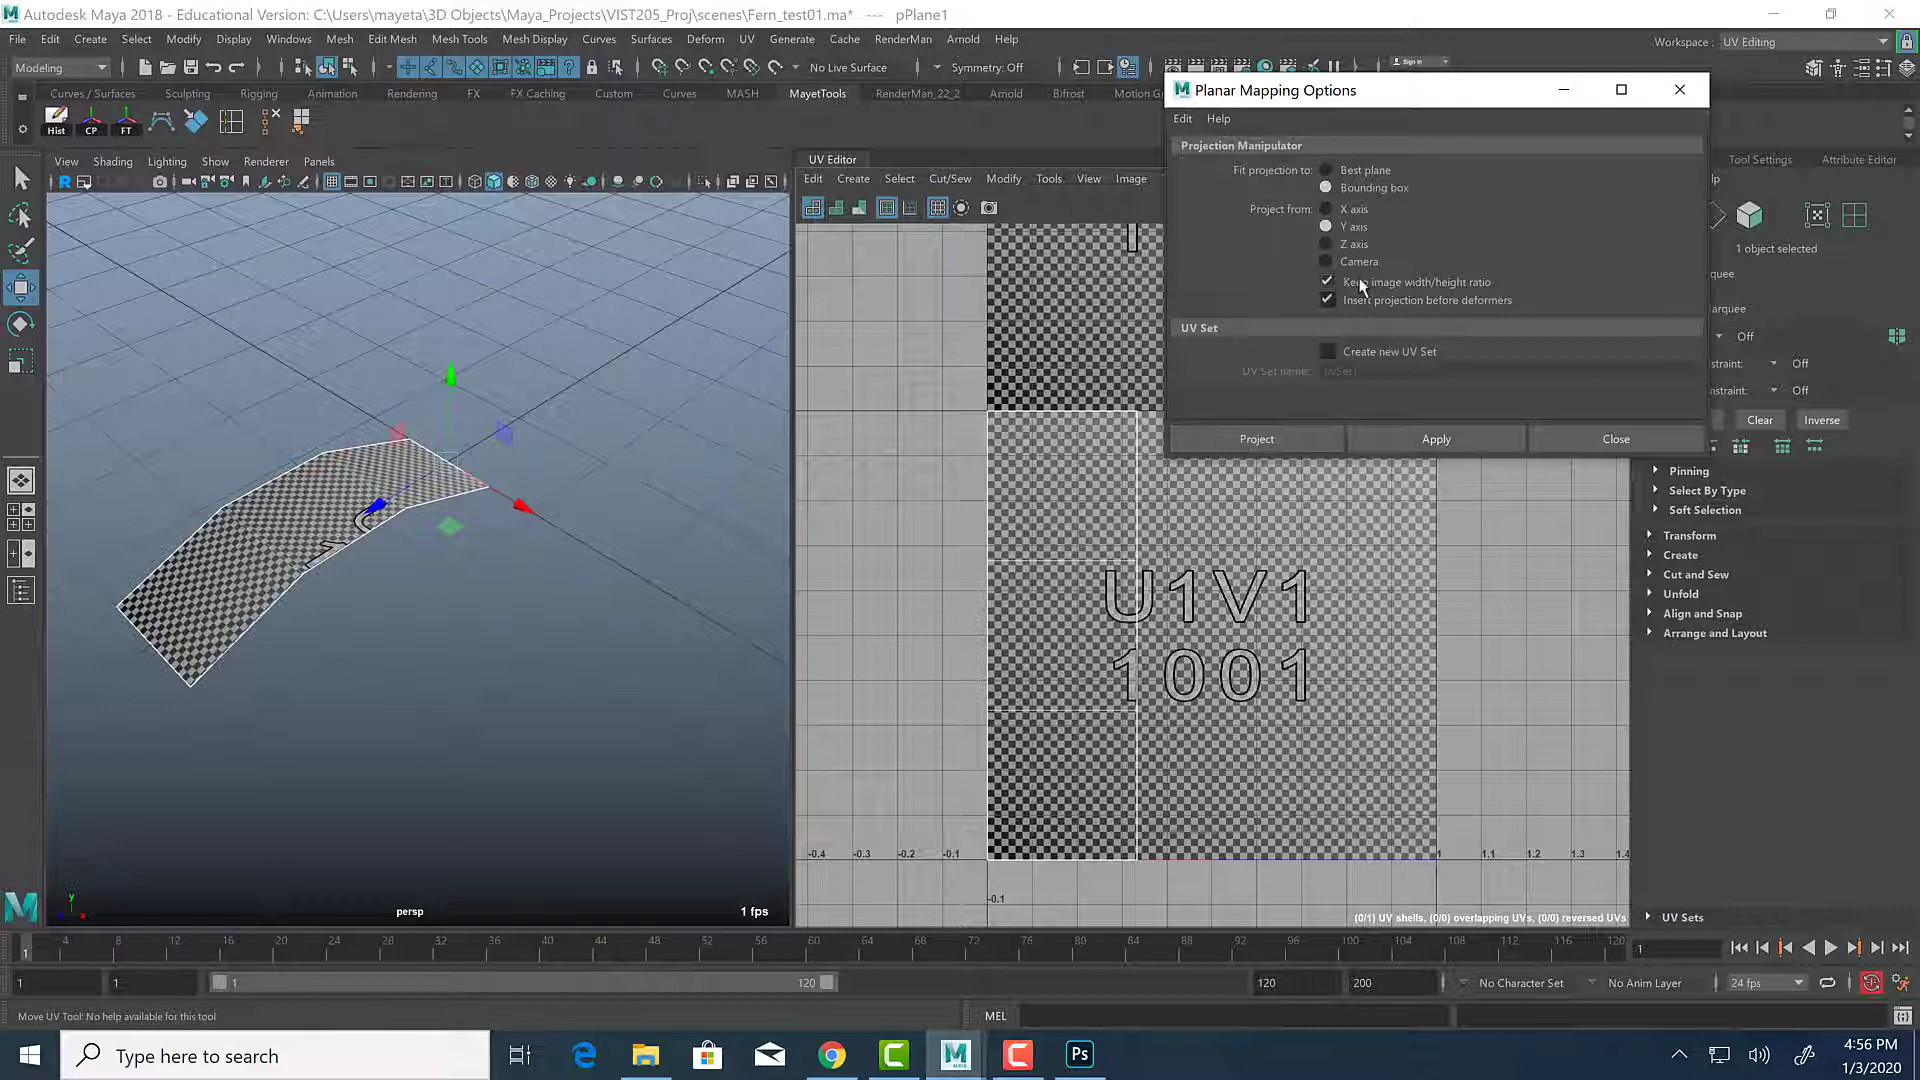 Autodesk Maya 2018 - Educational Version: C:\Users\mayeta\3D Objects\Maya_Projects\VIST205_Proj\scenes\Fern_test01.ma* --- pPlane1
File Edit Create Select Modify Display Windows Mesh Edit Mesh Mesh Tools Mesh Display Curves Surfaces Deform UV Generate Cache RenderMan Arnold Help
Workspace : UV Editing
Modeling
No Live Surface
Symmetry: Off
Sign in
Curves / Surfaces Sculpting Rigging Animation Rendering FX FX Caching Custom Curves MASH MayetTools RenderMan_22_2 Arnold Bifrost Motion G
Hist CP FT
View Shading Lighting Show Renderer Panels
persp
1 fps
UV Editor
Edit Create Select Cut/Sew Modify Tools View Image
U1V1
1001
-0.4 -0.3 -0.2 -0.1 1 1.1 1.2 1.3 1.4
-0.1
(0/1) UV shells, (0/0) overlapping UVs, (0/0) reversed UVs
Planar Mapping Options
Edit Help
Projection Manipulator
Fit projection to: Best plane
Bounding box
Project from: X axis
Y axis
Z axis
Camera
image width/height ratio
Insert projection before deformers
UV Set
Create new UV Set
UV Set name: uvSet1
Project Apply Close
Tool Settings Attribute Editor
lp
1 object selected
quee
arquee
Off
straint: Off
nstraint: Off
Clear Inverse
Pinning
Select By Type
Soft Selection
Transform
Create
Cut and Sew
Unfold
Align and Snap
Arrange and Layout
UV Sets
1 4 8 12 16 20 24 28 32 36 40 44 48 52 56 60 64 68 72 76 80 84 88 92 96 100 104 108 112 116 120 1
1 1 1 120 120 200 No Character Set No Anim Layer 24 fps
Move UV Tool: No help available for this tool
MEL
Type here to search
Ps
4:56 PM
1/3/2020